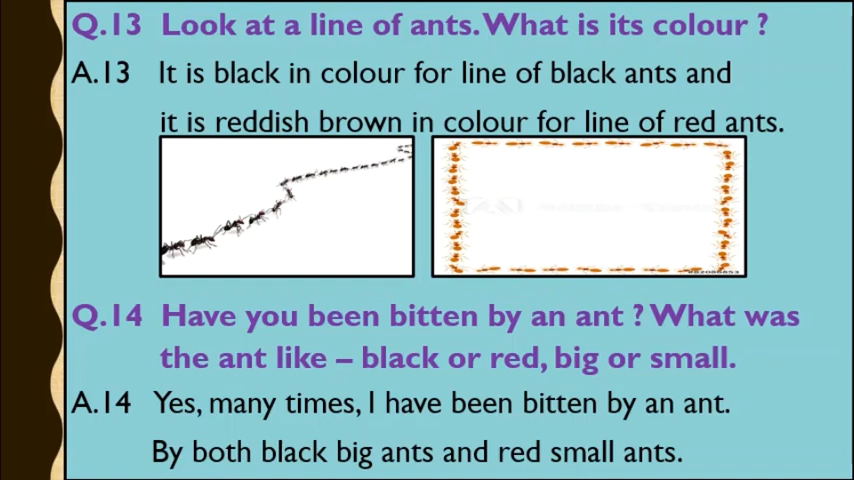 Q.13 Look at a line of ants. What is its colour ?
A.13 It is black in colour for line of black ants and
it is reddish brown in colour for line of red ants.
Q.14 Have you been bitten by an ant ? What was
the ant like – black or red, big or small.
A.14 Yes, many times, I have been bitten by an ant.
By both black big ants and red small ants.